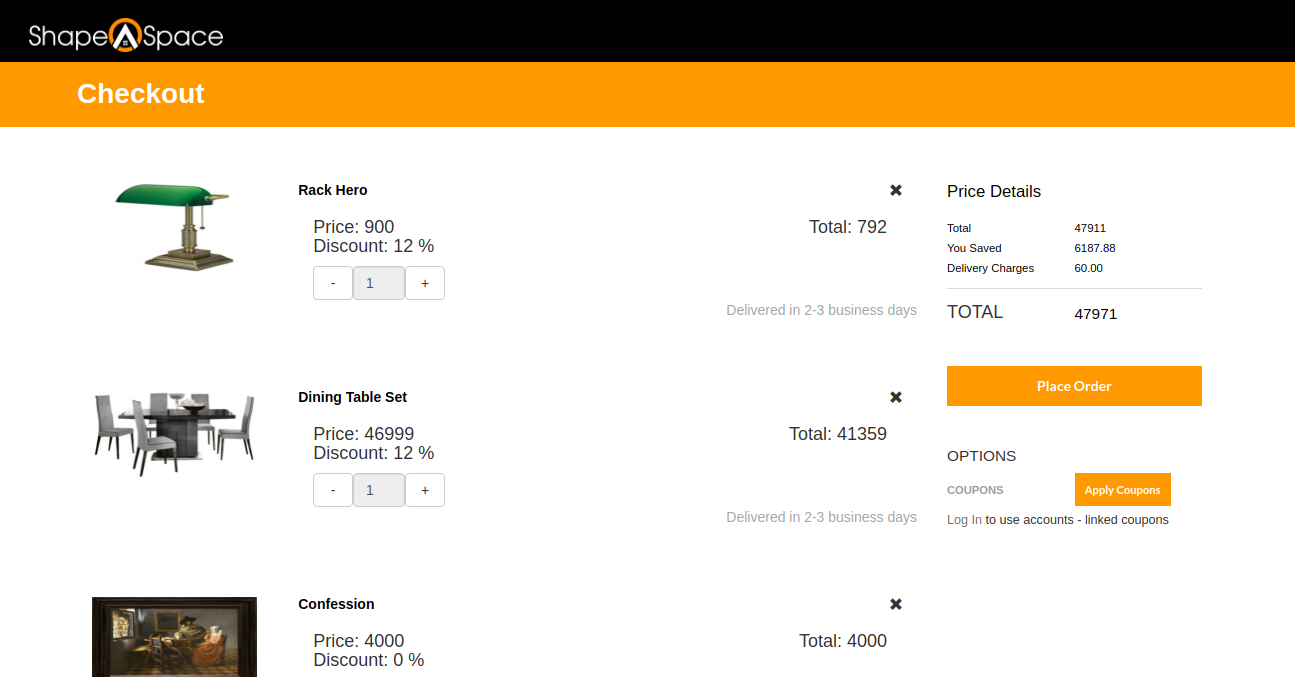 Shape Space
Checkout
Rack Hero
✖
Price: 900
Total: 792
Discount: 12 %
- 1 +
Delivered in 2-3 business days
Dining Table Set
✖
Price: 46999
Total: 41359
Discount: 12 %
- 1 +
Delivered in 2-3 business days
Confession
✖
Price: 4000
Total: 4000
Discount: 0 %
Price Details
Total 47911
You Saved 6187.88
Delivery Charges 60.00
TOTAL 47971
Place Order
OPTIONS
COUPONS Apply Coupons
Log In to use accounts - linked coupons